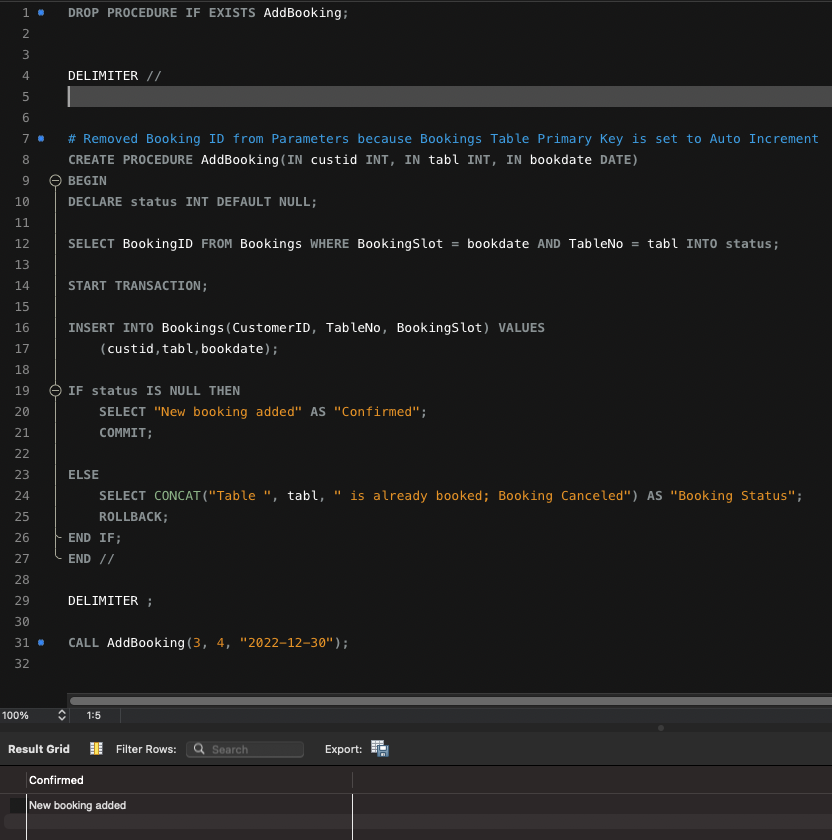 1 DROP PROCEDURE IF EXISTS AddBooking;
2
3
4 DELIMITER //
5
6
7 # Removed Booking ID from Parameters because Bookings Table Primary Key is set to Auto Increment
8 CREATE PROCEDURE AddBooking(IN custid INT, IN tabl INT, IN bookdate DATE)
9 BEGIN
10 DECLARE status INT DEFAULT NULL;
11
12 SELECT BookingID FROM Bookings WHERE BookingSlot = bookdate AND TableNo = tabl INTO status;
13
14 START TRANSACTION;
15
16 INSERT INTO Bookings(CustomerID, TableNo, BookingSlot) VALUES
17     (custid,tabl,bookdate);
18
19 IF status IS NULL THEN
20     SELECT "New booking added" AS "Confirmed";
21     COMMIT;
22
23 ELSE
24     SELECT CONCAT("Table ", tabl, " is already booked; Booking Canceled") AS "Booking Status";
25     ROLLBACK;
26 END IF;
27 END //
28
29 DELIMITER ;
30
31 CALL AddBooking(3, 4, "2022-12-30");
32
100% 1:5
Result Grid Filter Rows: Search Export:
Confirmed
New booking added